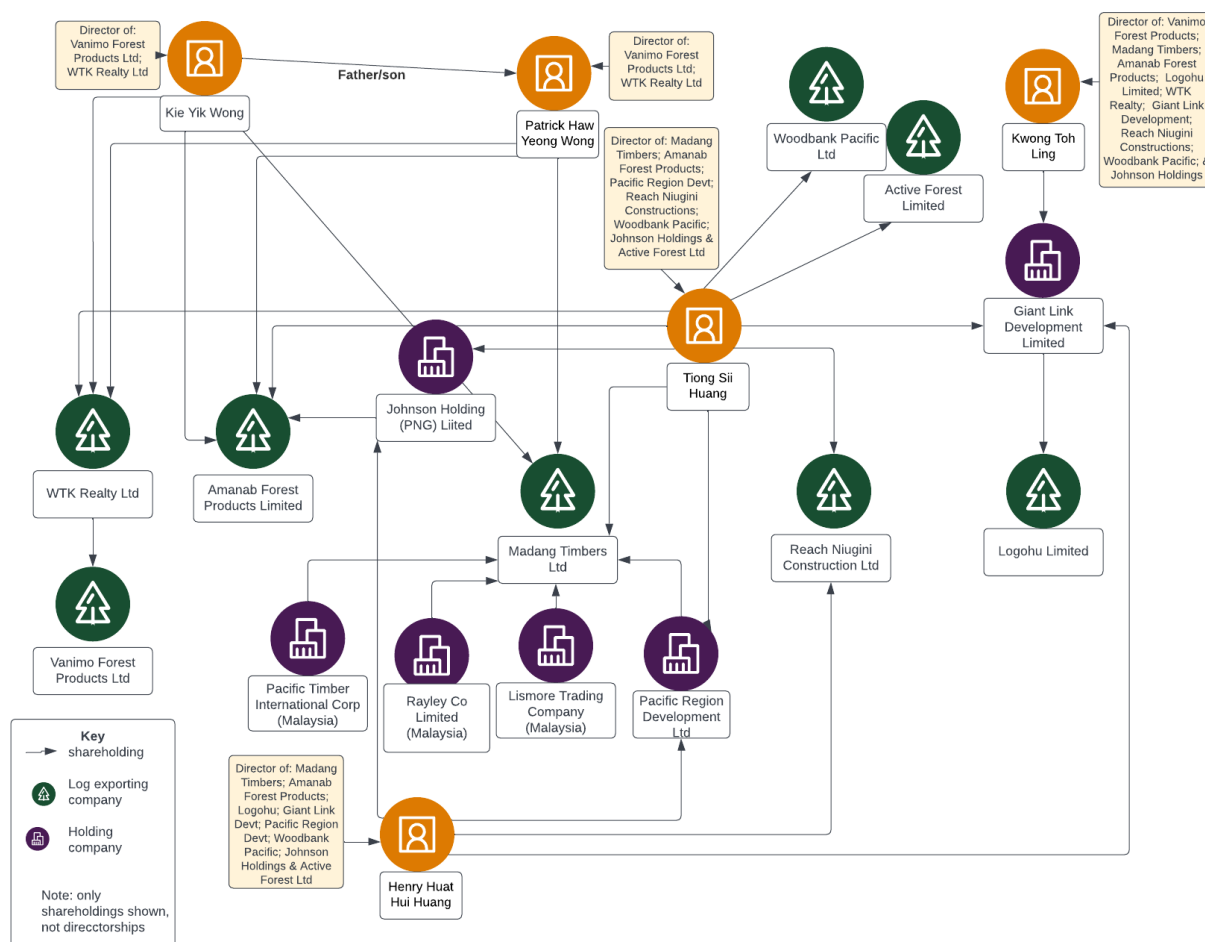 Director of:
Vanimo Forest
Products Ltd;
WTK Realty Ltd
Kie Yik Wong
Father/son
Director of:
Vanimo Forest
Products Ltd;
WTK Realty Ltd
Patrick Haw
Yeong Wong
Director of: Madang
Timbers; Amanab
Forest Products;
Pacific Region Devt;
Reach Niugini
Constructions;
Woodbank Pacific;
Johnson Holdings &
Active Forest Ltd
Woodbank Pacific
Ltd
Active Forest
Limited
Kwong Toh
Ling
Director of: Vanimo
Forest Products;
Madang Timbers;
Amanab Forest
Products; Logohu
Limited; WTK
Realty; Giant Link
Development;
Reach Niugini
Constructions;
Woodbank Pacific; &
Johnson Holdings
Giant Link
Development
Limited
Tiong Sii
Huang
Johnson Holding
(PNG) Liited
WTK Realty Ltd
Amanab Forest
Products Limited
Madang Timbers
Ltd
Reach Niugini
Construction Ltd
Logohu Limited
Vanimo Forest
Products Ltd
Pacific Timber
International Corp
(Malaysia)
Rayley Co
Limited
(Malaysia)
Lismore Trading
Company
(Malaysia)
Pacific Region
Development
Ltd
Key
shareholding
Log exporting
company
Holding
company
Note: only
shareholdings shown,
not direcctorships
Director of: Madang
Timbers; Amanab
Forest Products;
Logohu; Giant Link
Devt; Pacific Region
Devt; Woodbank
Pacific; Johnson
Holdings & Active
Forest Ltd
Henry Huat
Hui Huang